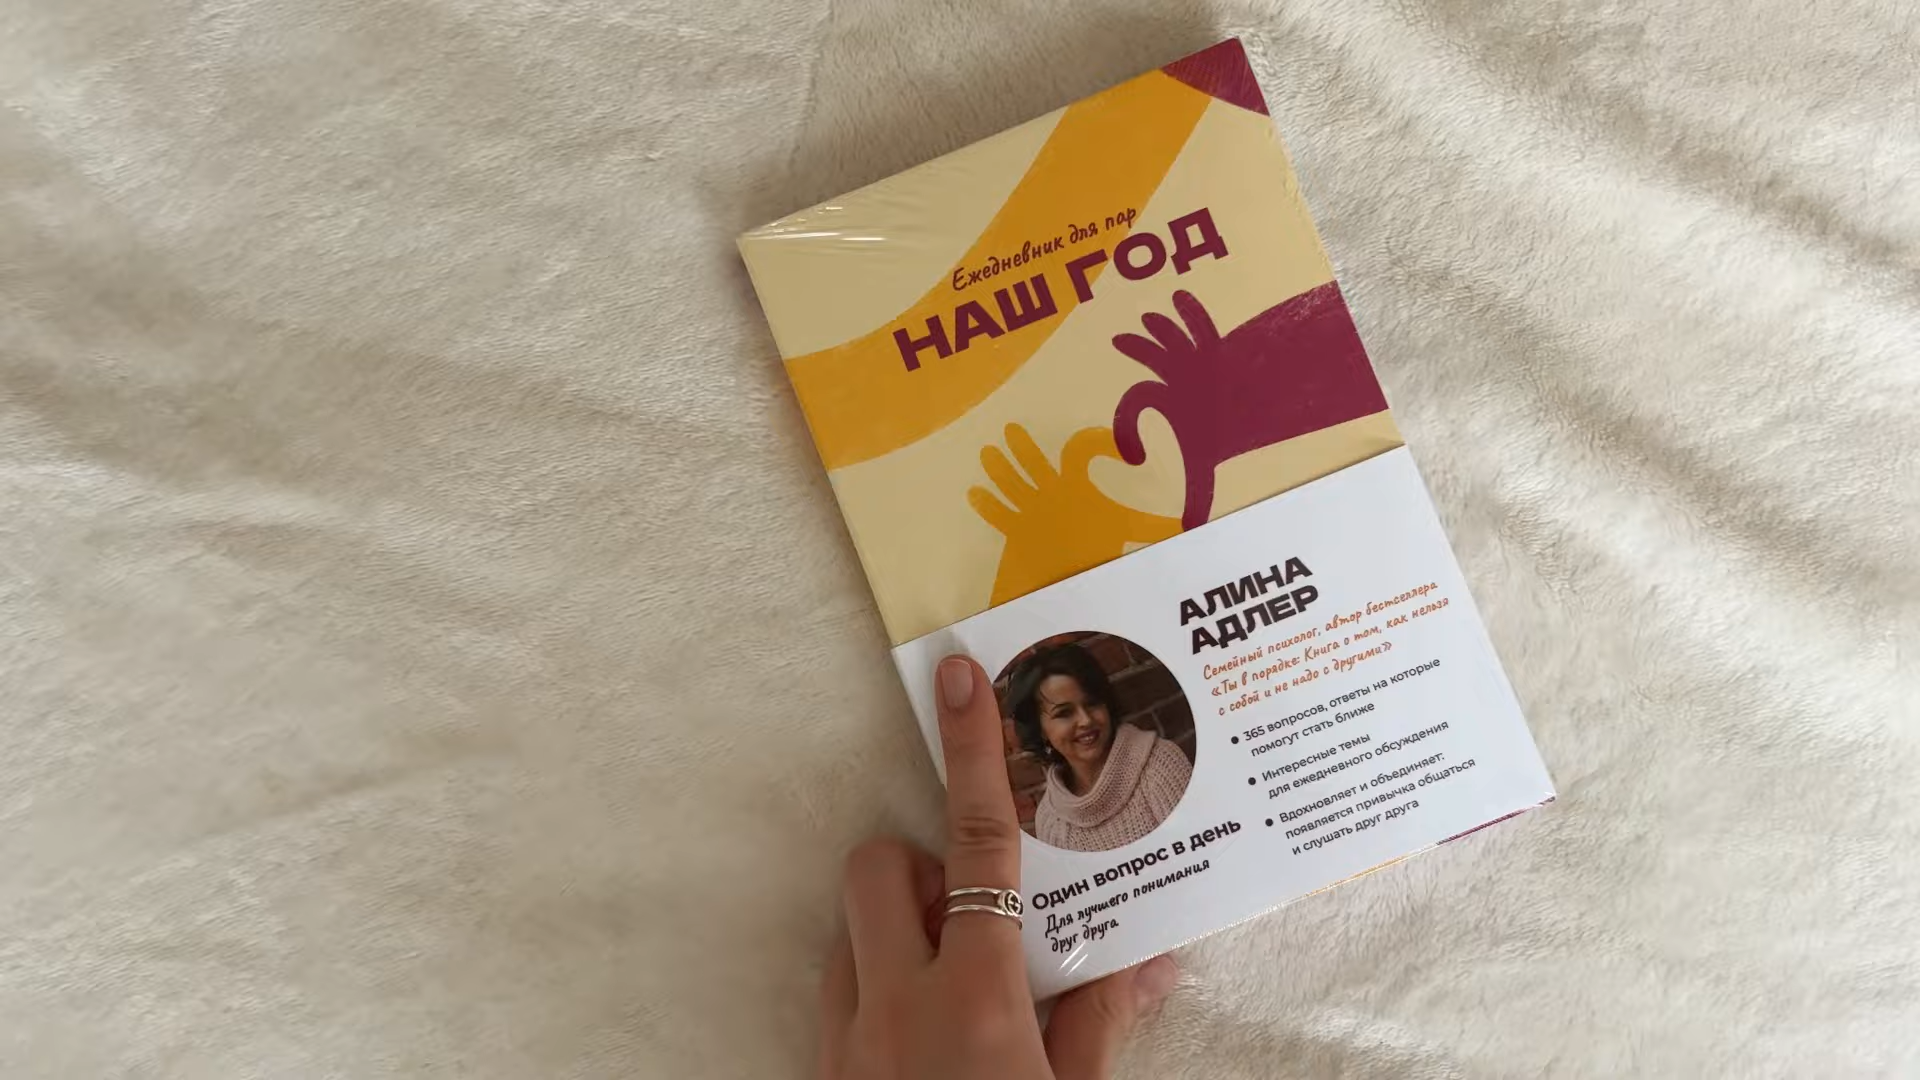 Ежедневник для пар
НАШ ГОД
АЛИНА
АДЛЕР
Семейный психолог, автор бестселлера
«Ты в порядке: Книга о том, как нельзя
с собой и не надо с другими»
• 365 вопросов, ответы на которые
помогут стать ближе
• Интересные темы
для ежедневного обсуждения
• Вдохновляет и объединяет:
появляется привычка общаться
и слушать друг друга
Один вопрос в день
Для лучшего понимания
друг друга